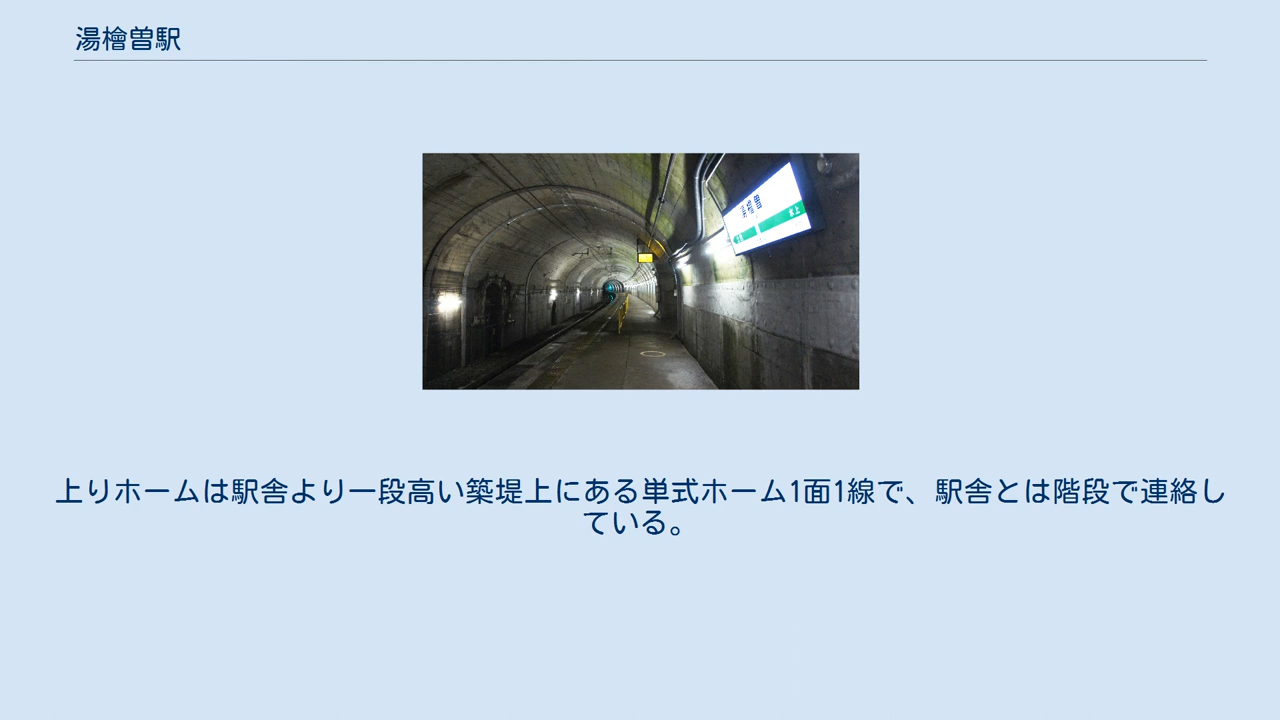 湯檜曽駅
上りホームは駅舎より一段高い築堤上にある単式ホーム1面1線で、駅舎とは階段で連絡し
ている。